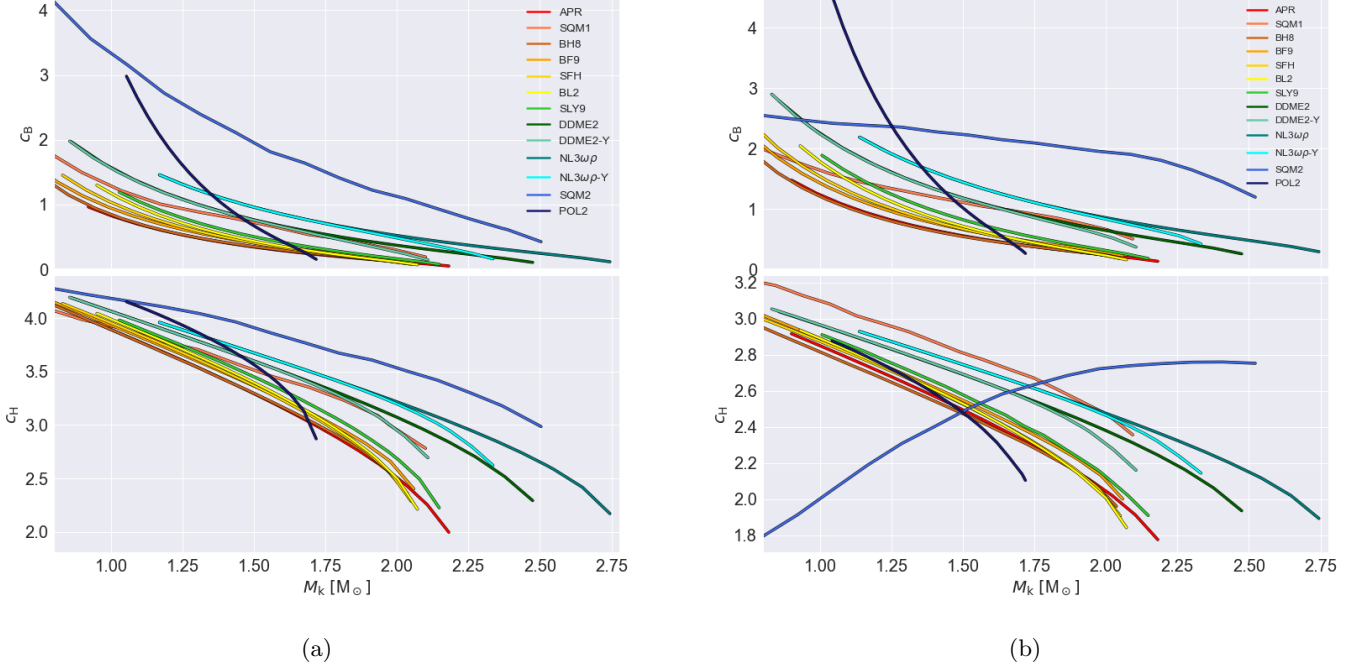 4
3
2
1
0
c_B
APR
SQM1
BH8
BF9
SFH
BL2
SLY9
DDME2
DDME2-Y
NL3ωρ
NL3ωρ-Y
SQM2
POL2
4.0
3.5
3.0
2.5
2.0
c_H
1.00 1.25 1.50 1.75 2.00 2.25 2.50 2.75
M_k [M_⊙]
(a)
4
3
2
1
0
c_B
APR
SQM1
BH8
BF9
SFH
BL2
SLY9
DDME2
DDME2-Y
NL3ωρ
NL3ωρ-Y
SQM2
POL2
3.2
3.0
2.8
2.6
2.4
2.2
2.0
1.8
c_H
1.00 1.25 1.50 1.75 2.00 2.25 2.50 2.75
M_k [M_⊙]
(b)